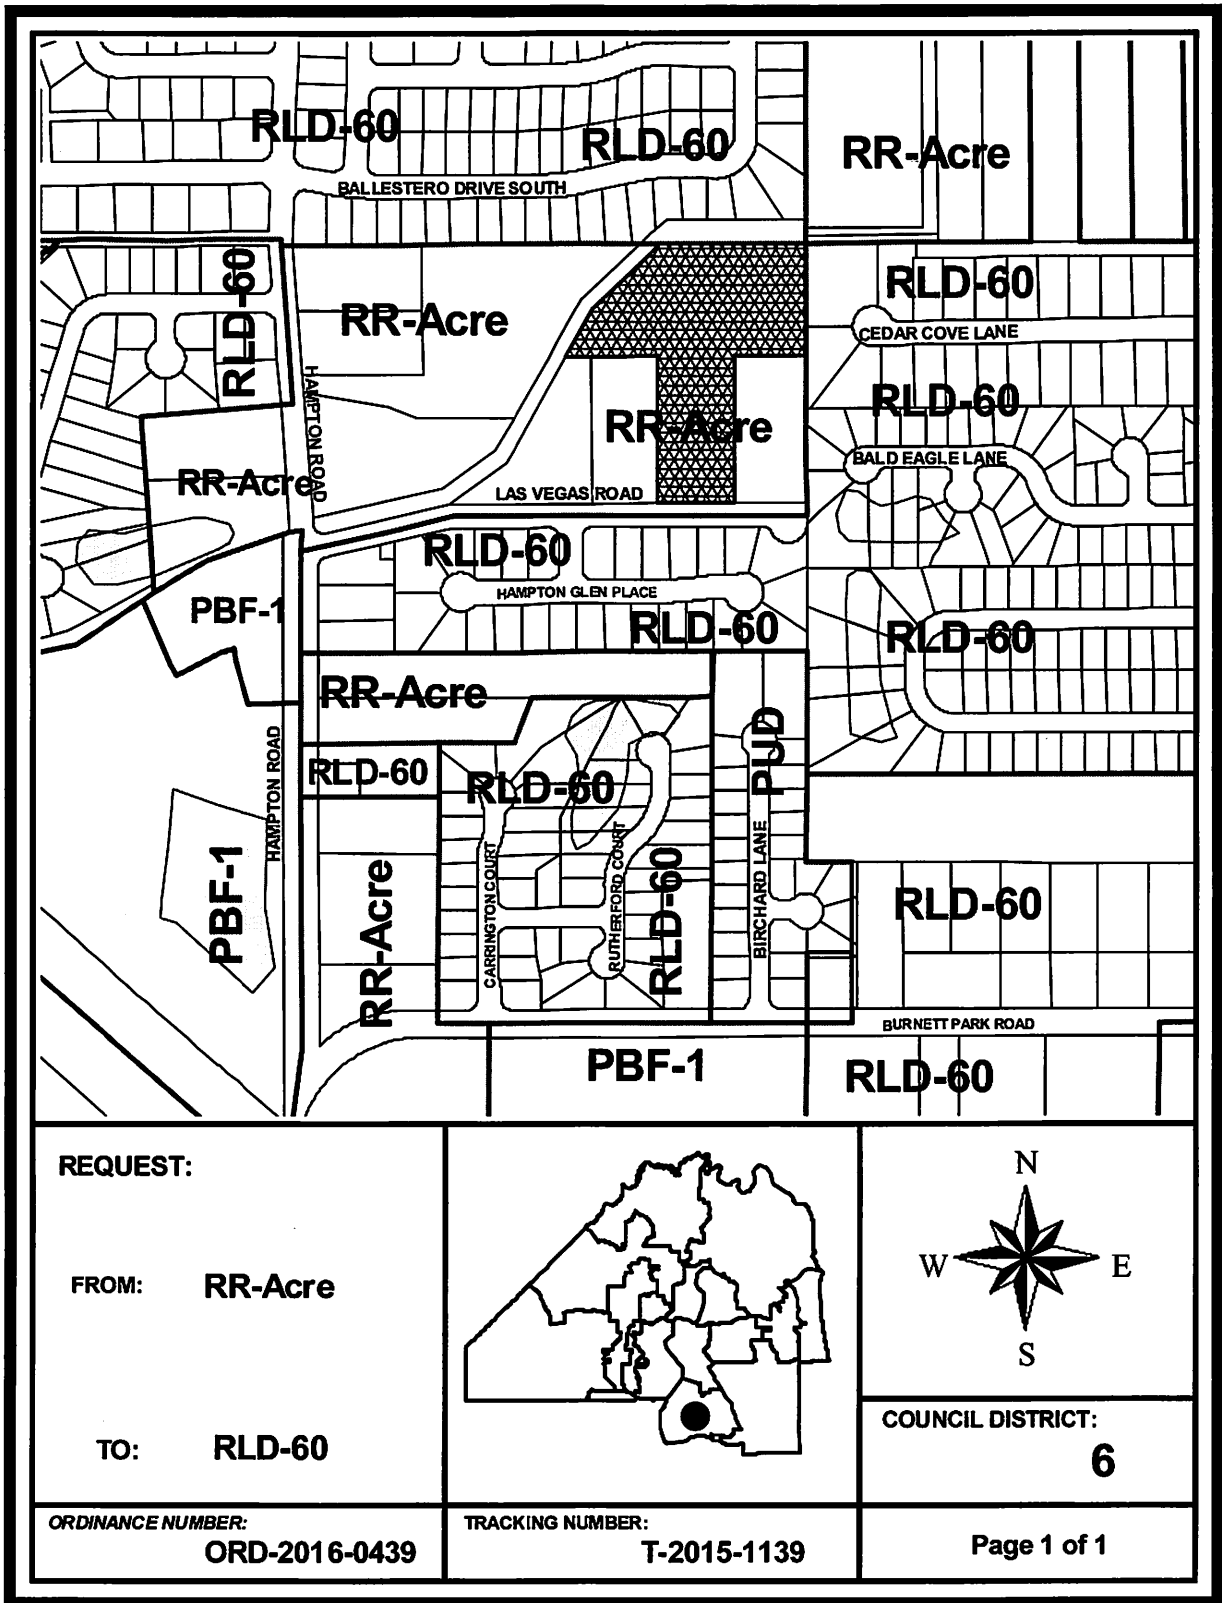 RLD-60
RLD-60
RR-Acre
BALLESTERO DRIVE SOUTH
RLD-60
RR-Acre
RLD-60
CEDAR COVE LANE
HAMPTON ROAD
RLD-60
RR-Acre
BALD EAGLE LANE
RR-Acre
LAS VEGAS ROAD
RLD-60
HAMPTON GLEN PLACE
PBF-1
RLD-60
RLD-60
RR-Acre
PUD
HAMPTON ROAD
RLD-60
RLD-60
PBF-1
RR-Acre
CARRINGTON COURT
RUTHERFORD COURT
RLD-60
BIRCHARD LANE
RLD-60
BURNETT PARK ROAD
PBF-1
RLD-60
REQUEST:
FROM: RR-Acre
TO: RLD-60
N
W E
S
COUNCIL DISTRICT:
6
ORDINANCE NUMBER:
ORD-2016-0439
TRACKING NUMBER:
T-2015-1139
Page 1 of 1